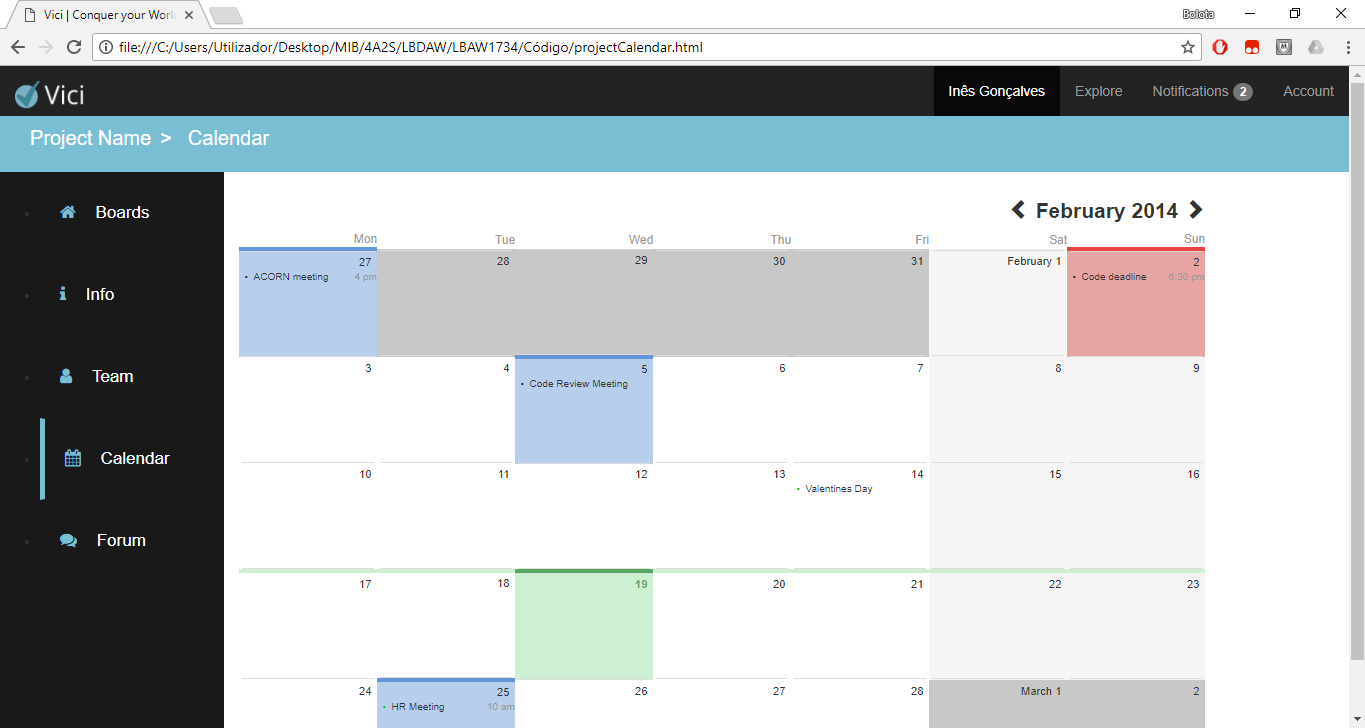 Vici | Conquer your Worl
Bolota
file:///C:/Users/Utilizador/Desktop/MIB/4A2S/LBDAW/LBAW1734/Código/projectCalendar.html
Vici
Inês Gonçalves Explore Notifications 2 Account
Project Name > Calendar
Boards
Info
Team
Calendar
Forum
February 2014
Mon Tue Wed Thu Fri Sat Sun
27 28 29 30 31 February 1 2
• ACORN meeting 4 pm • Code deadline 6:30 pm
3 4 5 6 7 8 9
• Code Review Meeting
10 11 12 13 14 15 16
• Valentines Day
17 18 19 20 21 22 23
24 25 26 27 28 March 1 2
• HR Meeting 10 am